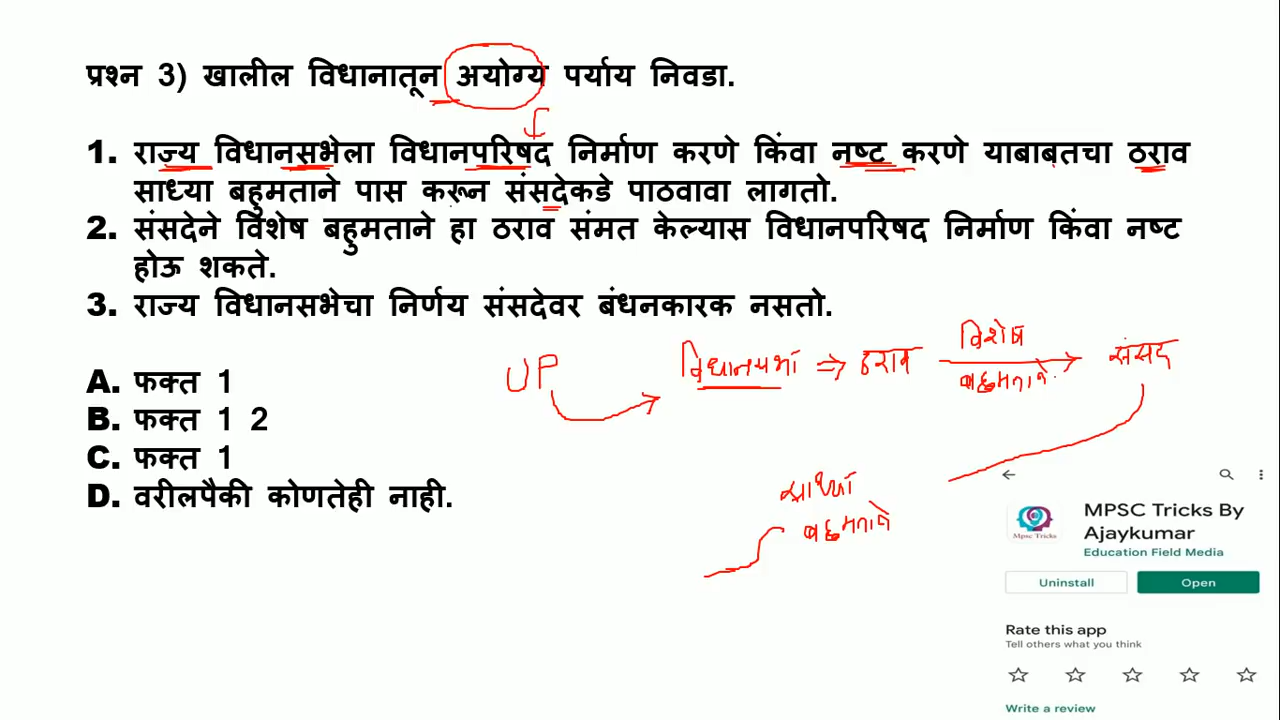 प्रश्न 3) खालील विधानातून अयोग्य पर्याय निवडा.
1. राज्य विधानसभेला विधानपरिषद निर्माण करणे किंवा नष्ट करणे याबाबतचा ठराव
साध्या बहुमताने पास करून संसदेकडे पाठवावा लागतो.
2. संसदेने विशेष बहुमताने हा ठराव संमत केल्यास विधानपरिषद निर्माण किंवा नष्ट
होऊ शकते.
3. राज्य विधानसभेचा निर्णय संसदेवर बंधनकारक नसतो.
विशेष
UP विधानसभा ⇒ ठराव → संसद
बहुमताने
A. फक्त 1
B. फक्त 1 2
C. फक्त 1
D. वरीलपैकी कोणतेही नाही.
साध्या
बहुमताने
MPSC Tricks By
Ajaykumar
Mpsc Tricks
Education Field Media
Uninstall
Open
Rate this app
Tell others what you think
Write a review